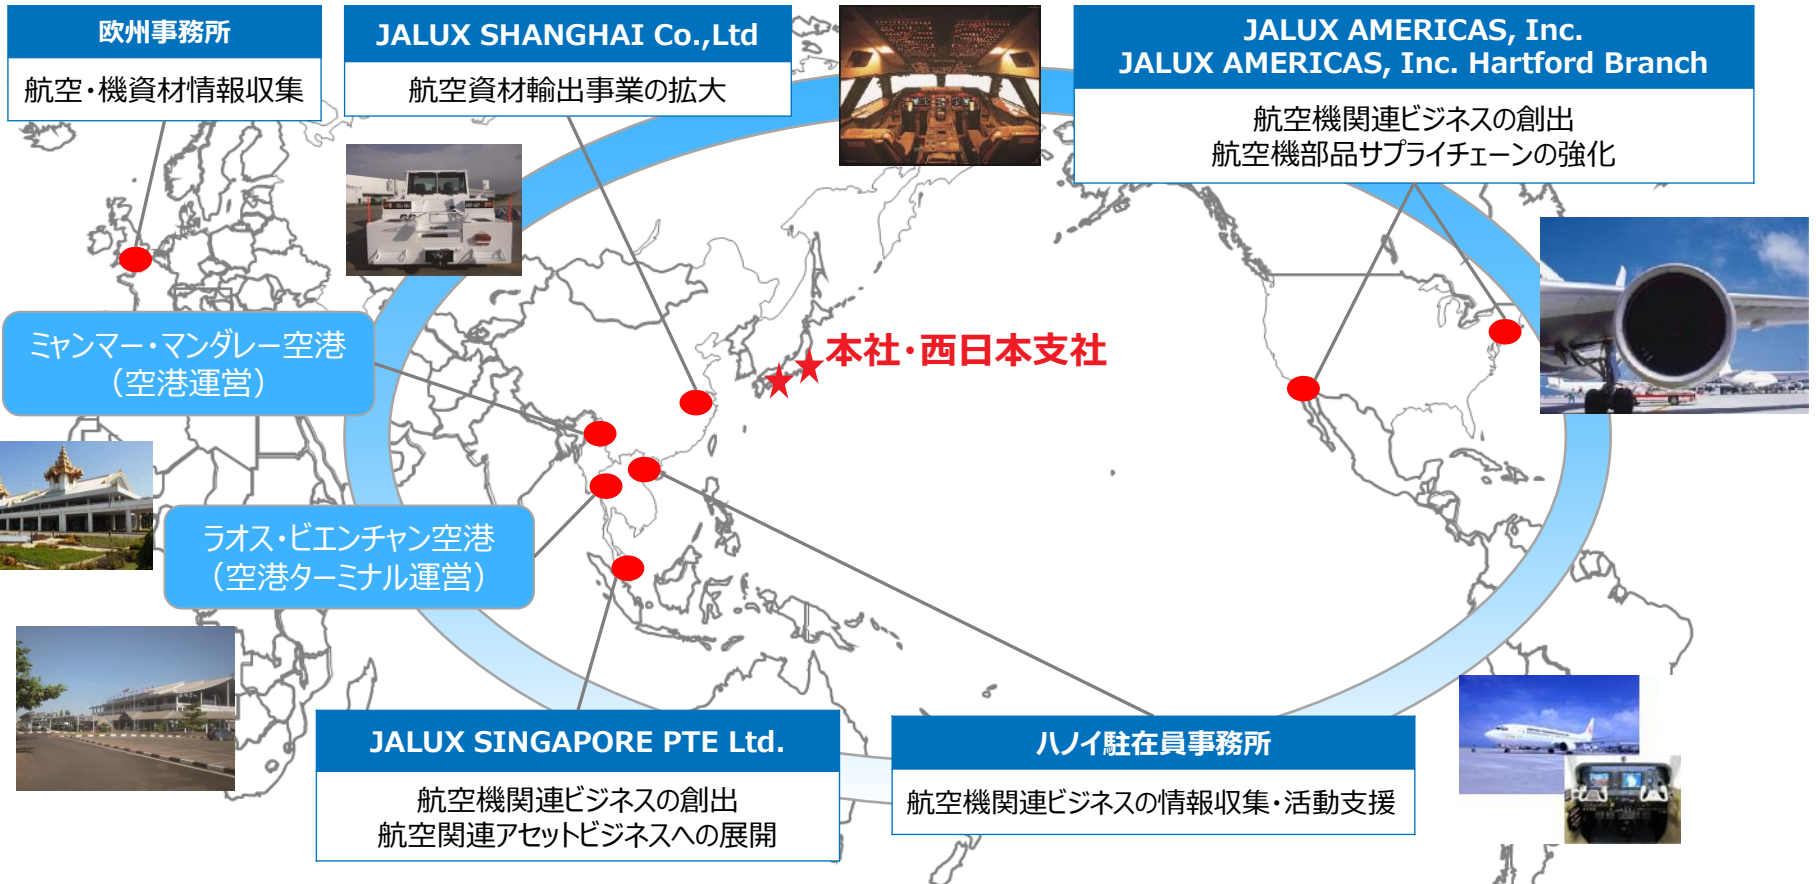 欧州事務所
航空・機資材情報収集
JALUX SHANGHAI Co.,Ltd
航空資材輸出事業の拡大
JALUX AMERICAS, Inc.
JALUX AMERICAS, Inc. Hartford Branch
航空機関連ビジネスの創出
航空機部品サプライチェーンの強化
ミャンマー・マンダレー空港
（空港運営）
本社・西日本支社
ラオス・ビエンチャン空港
（空港ターミナル運営）
JALUX SINGAPORE PTE Ltd.
航空機関連ビジネスの創出
航空関連アセットビジネスへの展開
ハノイ駐在員事務所
航空機関連ビジネスの情報収集・活動支援